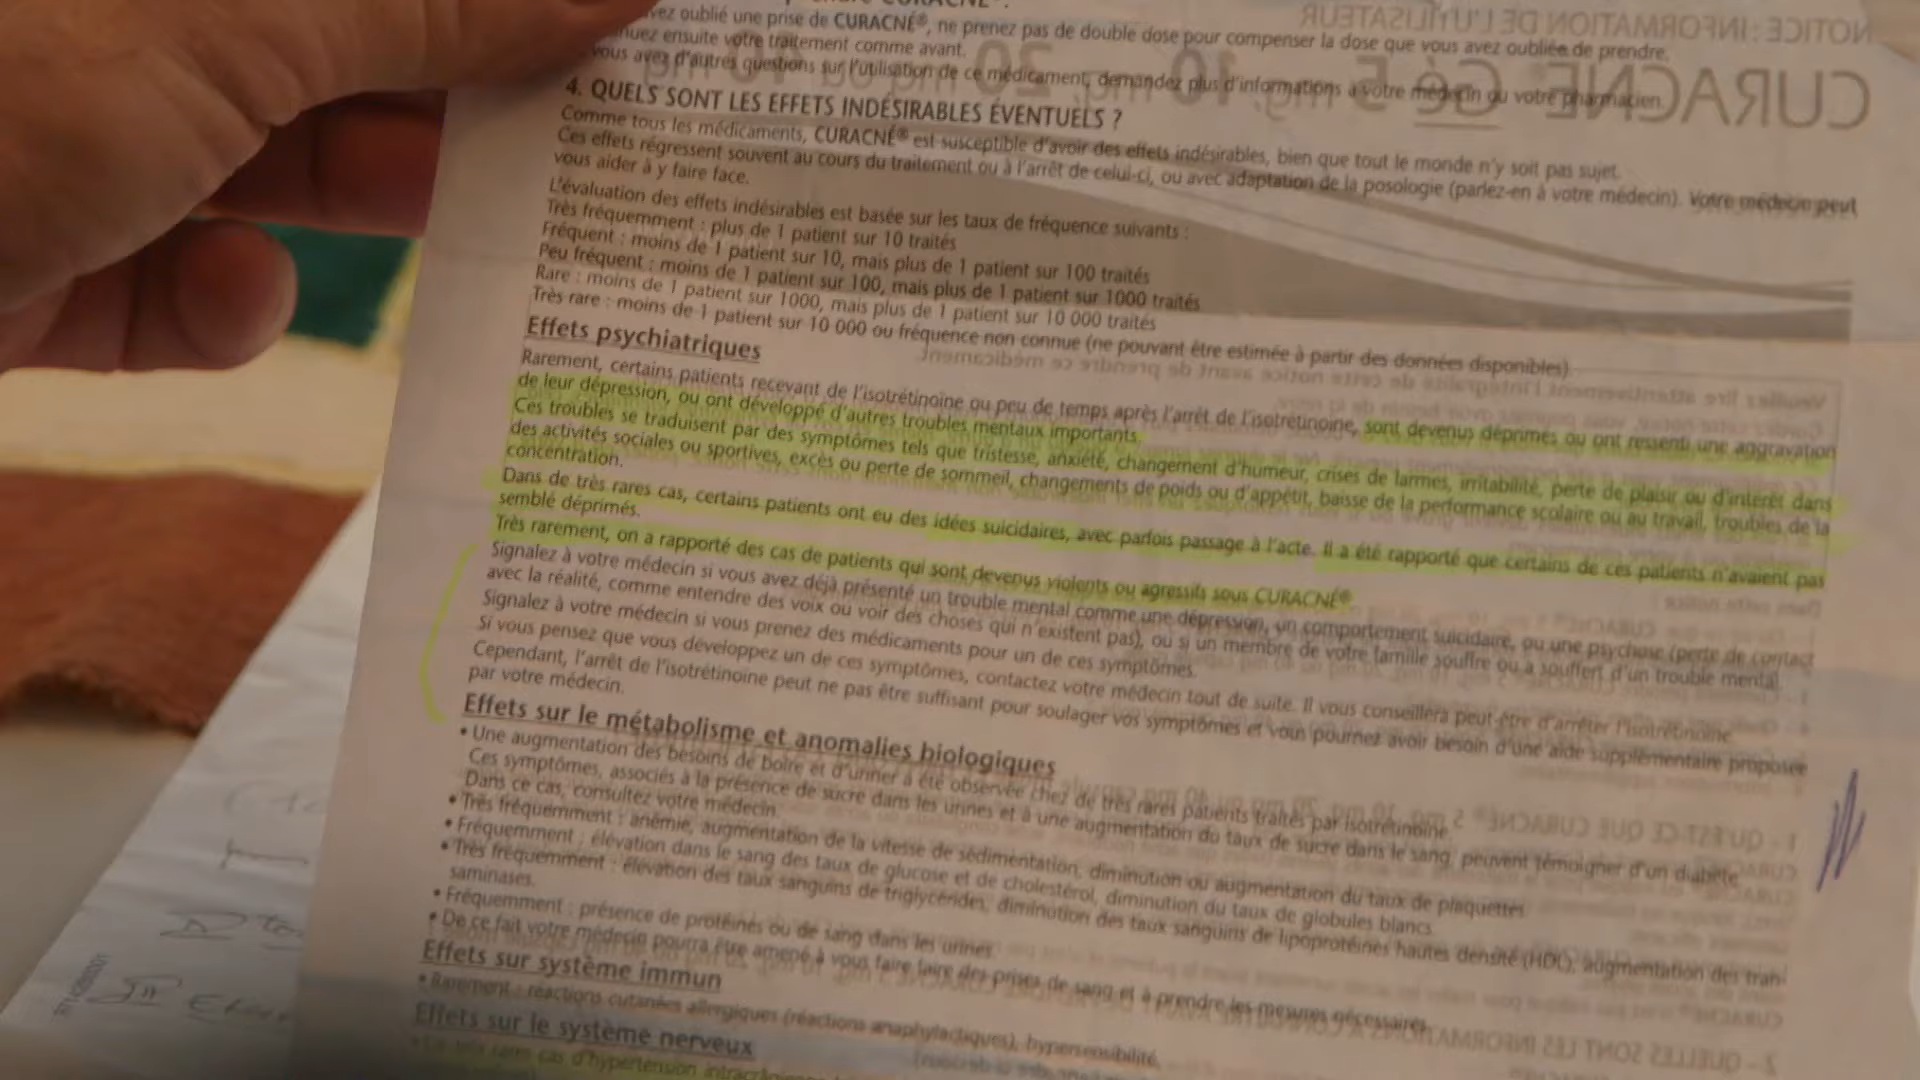 vez oublié une prise de CURACNÉ®, ne prenez pas de double dose pour compenser la dose que vous avez oubliée de prendre.
nuez ensuite votre traitement comme avant.
vous avez d'autres questions sur l'utilisation de ce médicament, demandez plus d'informations à votre médecin ou votre pharmacien.
4. QUELS SONT LES EFFETS INDÉSIRABLES ÉVENTUELS ?
Comme tous les médicaments, CURACNÉ® est susceptible d'avoir des effets indésirables, bien que tout le monde n'y soit pas sujet.
Ces effets régressent souvent au cours du traitement ou à l'arrêt de celui-ci, ou avec adaptation de la posologie (parlez-en à votre médecin). Votre médecin peut
vous aider à y faire face.
L'évaluation des effets indésirables est basée sur les taux de fréquence suivants :
Très fréquemment : plus de 1 patient sur 10 traités
Fréquent : moins de 1 patient sur 10, mais plus de 1 patient sur 100 traités
Peu fréquent : moins de 1 patient sur 100, mais plus de 1 patient sur 1000 traités
Rare : moins de 1 patient sur 1000, mais plus de 1 patient sur 10 000 traités
Très rare : moins de 1 patient sur 10 000 ou fréquence non connue (ne pouvant être estimée à partir des données disponibles).
Effets psychiatriques
Rarement, certains patients recevant de l'isotrétinoine ou peu de temps après l'arrêt de l'isotretinoine, sont devenus déprimés ou ont ressenti une aggravation
de leur dépression, ou ont développé d'autres troubles mentaux importants.
Ces troubles se traduisent par des symptômes tels que tristesse, anxiété, changement d'humeur, crises de larmes, irritabilité, perte de plaisir ou d'intérêt dans
des activités sociales ou sportives, excès ou perte de sommeil, changements de poids ou d'appétit, baisse de la performance scolaire ou au travail, troubles de la
concentration.
Dans de très rares cas, certains patients ont eu des idées suicidaires, avec parfois passage à l'acte. Il a été rapporté que certains de ces patients n'avaient pas
semblé déprimés.
Très rarement, on a rapporté des cas de patients qui sont devenus violents ou agressifs sous CURACNÉ®
Signalez à votre médecin si vous avez déjà présenté un trouble mental comme une dépression, un comportement suicidaire, ou une psychose (perte de contact
avec la réalité, comme entendre des voix ou voir des choses qui n'existent pas), ou si un membre de votre famille souffre ou a souffert d'un trouble mental.
Signalez à votre médecin si vous prenez des médicaments pour un de ces symptômes.
Si vous pensez que vous développez un de ces symptômes, contactez votre médecin tout de suite. Il vous conseillera peut-être d'arrêter l'isotrétinoine.
Cependant, l'arrêt de l'isotrétinoine peut ne pas être suffisant pour soulager vos symptômes et vous pourriez avoir besoin d'une aide supplémentaire proposée
par votre médecin.
Effets sur le métabolisme et anomalies biologiques
• Une augmentation des besoins de boire et d'uriner a été observée chez de très rares patients traités par isotrétinoine.
Ces symptômes, associés à la présence de sucre dans les urines et à une augmentation du taux de sucre dans le sang, peuvent témoigner d'un diabète.
Dans ce cas, consultez votre médecin.
• Très fréquemment : anémie, augmentation de la vitesse de sédimentation, diminution ou augmentation du taux de plaquettes
• Fréquemment : élévation dans le sang des taux de glucose et de cholestérol, diminution du taux de globules blancs
• Très fréquemment : élévation des taux sanguins de triglycérides, diminution des taux sanguins de lipoprotéines hautes densité (HDL), augmentation des tran-
saminases.
• Fréquemment : présence de protéines ou de sang dans les urines.
• De ce fait votre médecin pourra être amené à vous faire faire des prises de sang et à prendre les mesures nécessaires
Effets sur système immun
• Rarement : réactions cutanées allergiques (réactions anaphylactiques), hypersensibilité.
Effets sur le système nerveux
• très rares cas d'hypertension